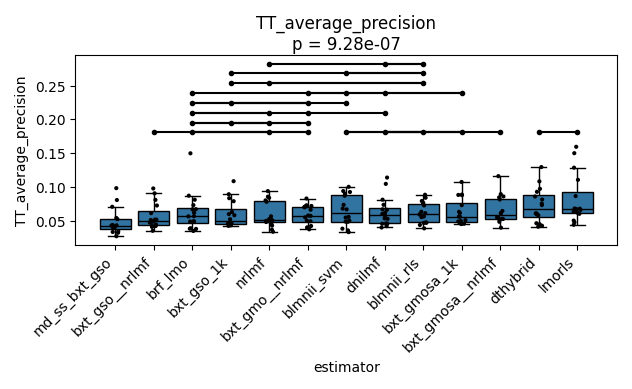 TT_average_precision
p = 9.28e-07
TT_average_precision
0.25
0.20
0.15
0.10
0.05
md_ss_bxt_gso
bxt_gso__nrlmf
brf_lmo
bxt_gso_1k
nrlmf
bxt_gmo__nrlmf
blmnii_svm
dnilmf
blmnii_rls
bxt_gmosa_1k
bxt_gmosa__nrlmf
dthybrid
lmorls
estimator